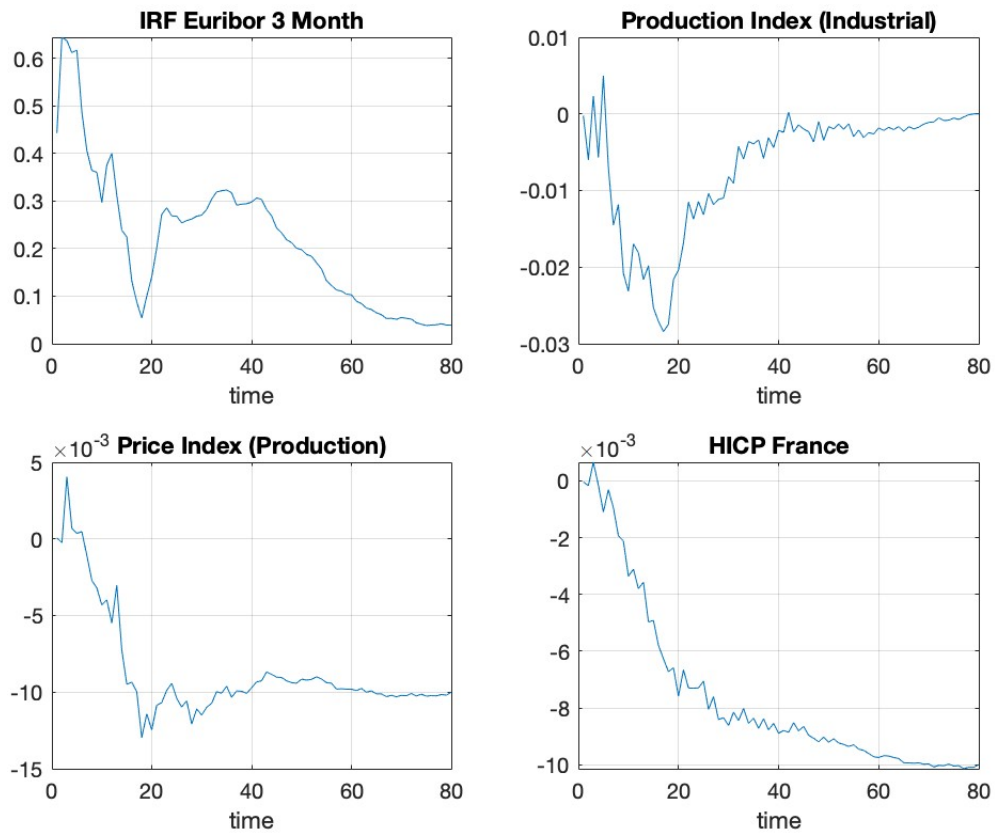 IRF Euribor 3 Month
0.6
0.5
0.4
0.3
0.2
0.1
0
0 20 40 60 80
time
Production Index (Industrial)
0.01
0
-0.01
-0.02
-0.03
0 20 40 60 80
time
×10⁻³ Price Index (Production)
5
0
-5
-10
-15
0 20 40 60 80
time
HICP France
×10⁻³
0
-2
-4
-6
-8
-10
0 20 40 60 80
time